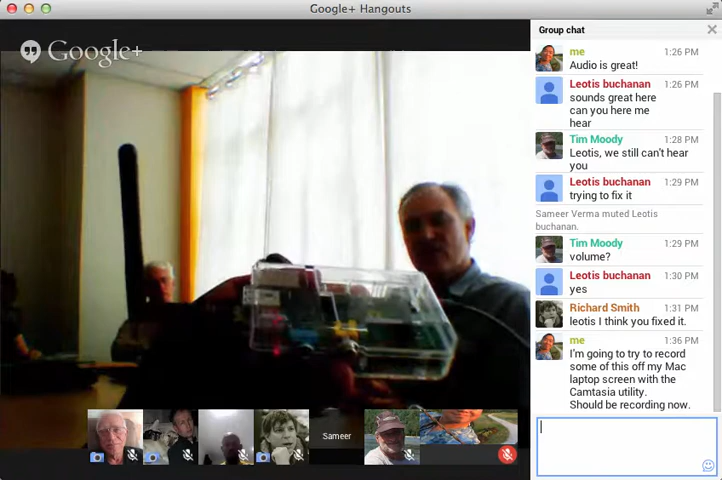 Google+ Hangouts
Google+
Group chat
me 1:26 PM
Audio is great!
Leotis buchanan 1:26 PM
sounds great here
can you here me
hear
Tim Moody 1:28 PM
Leotis, we still can't hear
you
Leotis buchanan 1:29 PM
trying to fix it
Sameer Verma muted Leotis
buchanan.
Tim Moody 1:29 PM
volume?
Leotis buchanan 1:30 PM
yes
Richard Smith 1:31 PM
leotis I think you fixed it.
me 1:36 PM
I'm going to try to record
some of this off my Mac
laptop screen with the
Camtasia utility.
Should be recording now.
Sameer